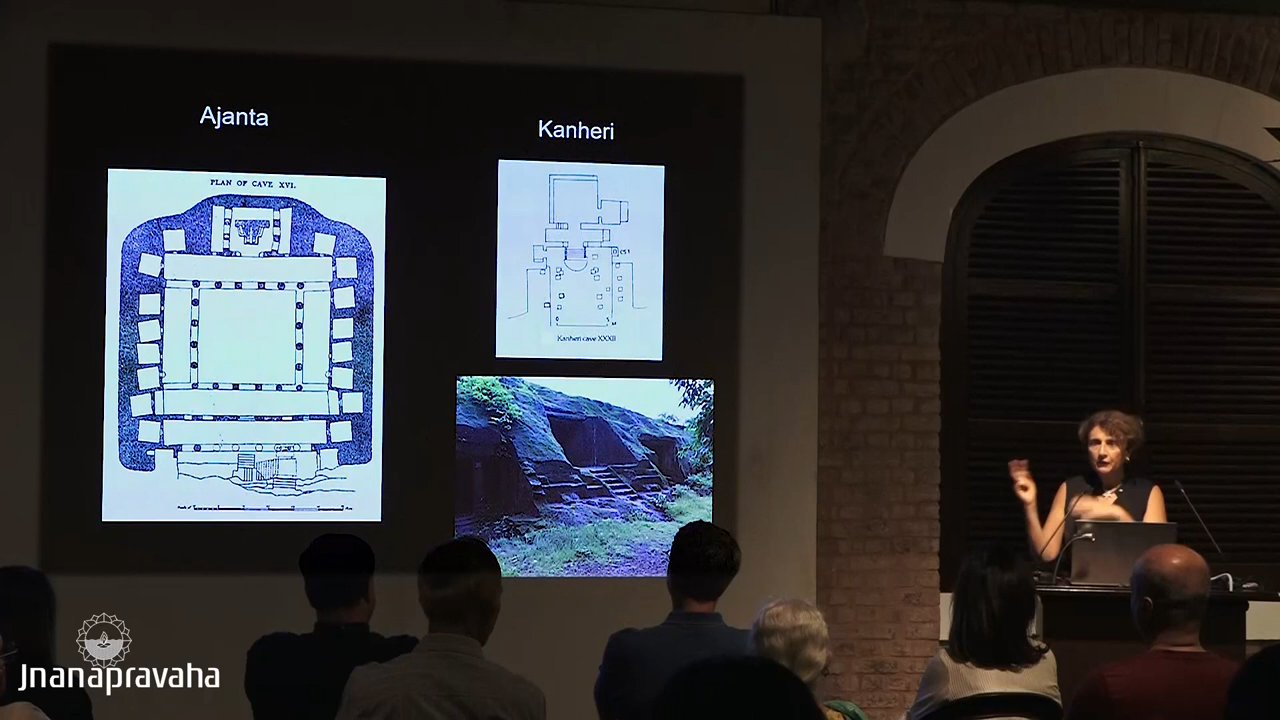 Ajanta
Kanheri
PLAN OF CAVE XVI.
Kanheri cave XXXII
Jnanapravaha